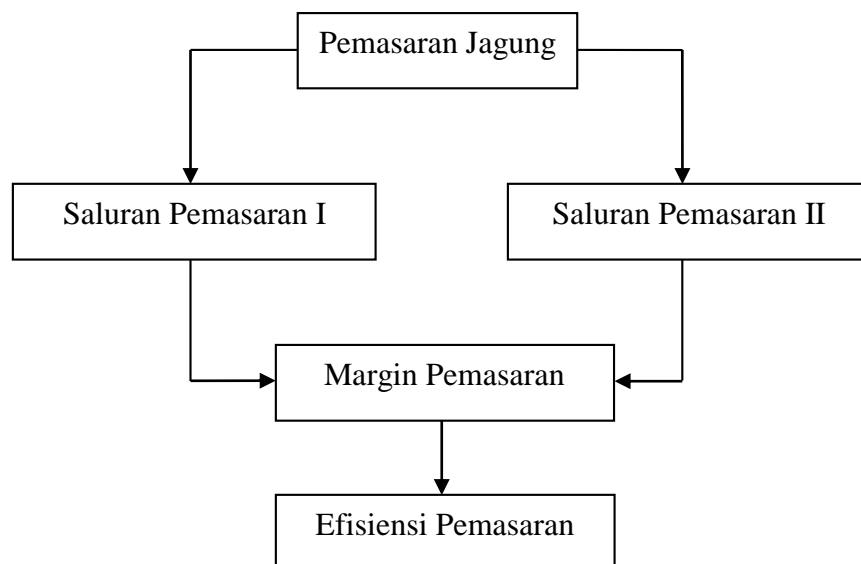 Pemasaran Jagung
Saluran Pemasaran I
Saluran Pemasaran II
Margin Pemasaran
Efisiensi Pemasaran